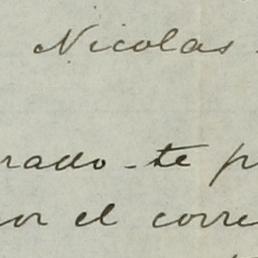 Nicolas
rado-te p
or el corre